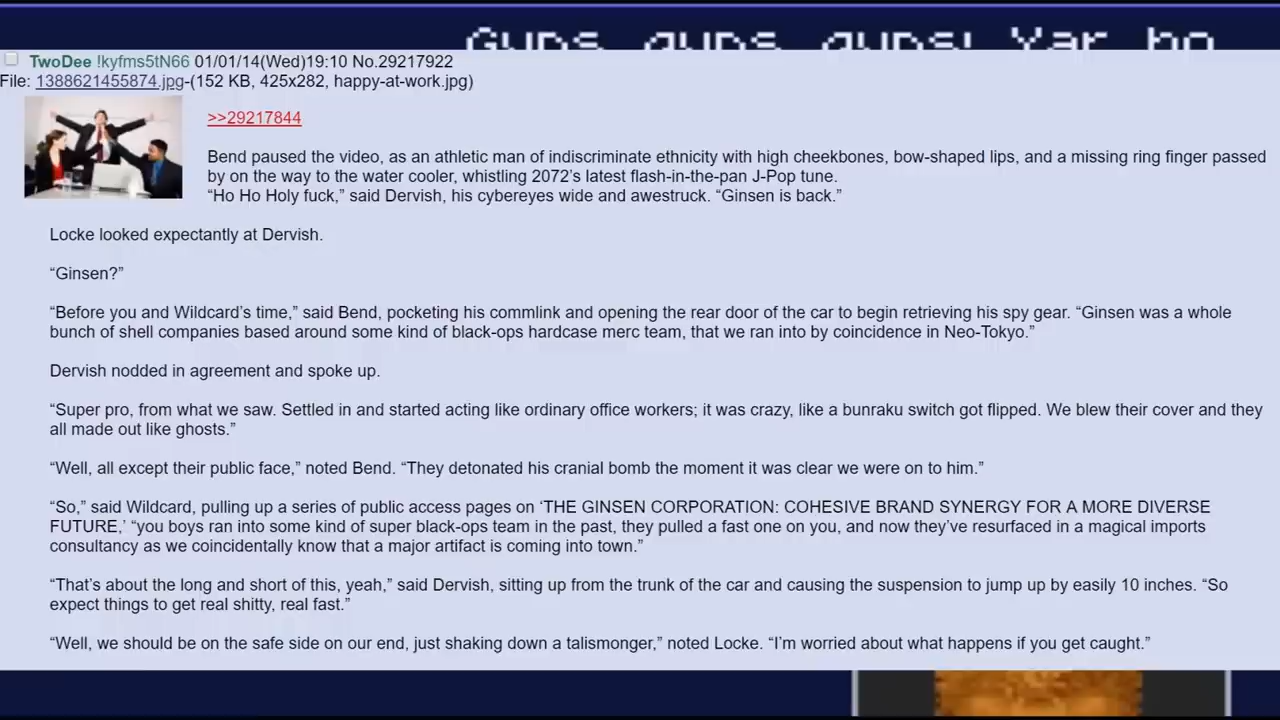 Guns, guns, guns! Yar ho
TwoDee !kyfms5tN66 01/01/14(Wed)19:10 No.29217922
File: 1388621455874.jpg-(152 KB, 425x282, happy-at-work.jpg)
>>29217844
Bend paused the video, as an athletic man of indiscriminate ethnicity with high cheekbones, bow-shaped lips, and a missing ring finger passed
by on the way to the water cooler, whistling 2072’s latest flash-in-the-pan J-Pop tune.
“Ho Ho Holy fuck,” said Dervish, his cybereyes wide and awestruck. “Ginsen is back.”
Locke looked expectantly at Dervish.
“Ginsen?”
“Before you and Wildcard’s time,” said Bend, pocketing his commlink and opening the rear door of the car to begin retrieving his spy gear. “Ginsen was a whole
bunch of shell companies based around some kind of black-ops hardcase merc team, that we ran into by coincidence in Neo-Tokyo.”
Dervish nodded in agreement and spoke up.
“Super pro, from what we saw. Settled in and started acting like ordinary office workers; it was crazy, like a bunraku switch got flipped. We blew their cover and they
all made out like ghosts.”
“Well, all except their public face,” noted Bend. “They detonated his cranial bomb the moment it was clear we were on to him.”
“So,” said Wildcard, pulling up a series of public access pages on ‘THE GINSEN CORPORATION: COHESIVE BRAND SYNERGY FOR A MORE DIVERSE
FUTURE,’ “you boys ran into some kind of super black-ops team in the past, they pulled a fast one on you, and now they’ve resurfaced in a magical imports
consultancy as we coincidentally know that a major artifact is coming into town.”
“That’s about the long and short of this, yeah,” said Dervish, sitting up from the trunk of the car and causing the suspension to jump up by easily 10 inches. “So
expect things to get real shitty, real fast.”
“Well, we should be on the safe side on our end, just shaking down a talismonger,” noted Locke. “I’m worried about what happens if you get caught.”